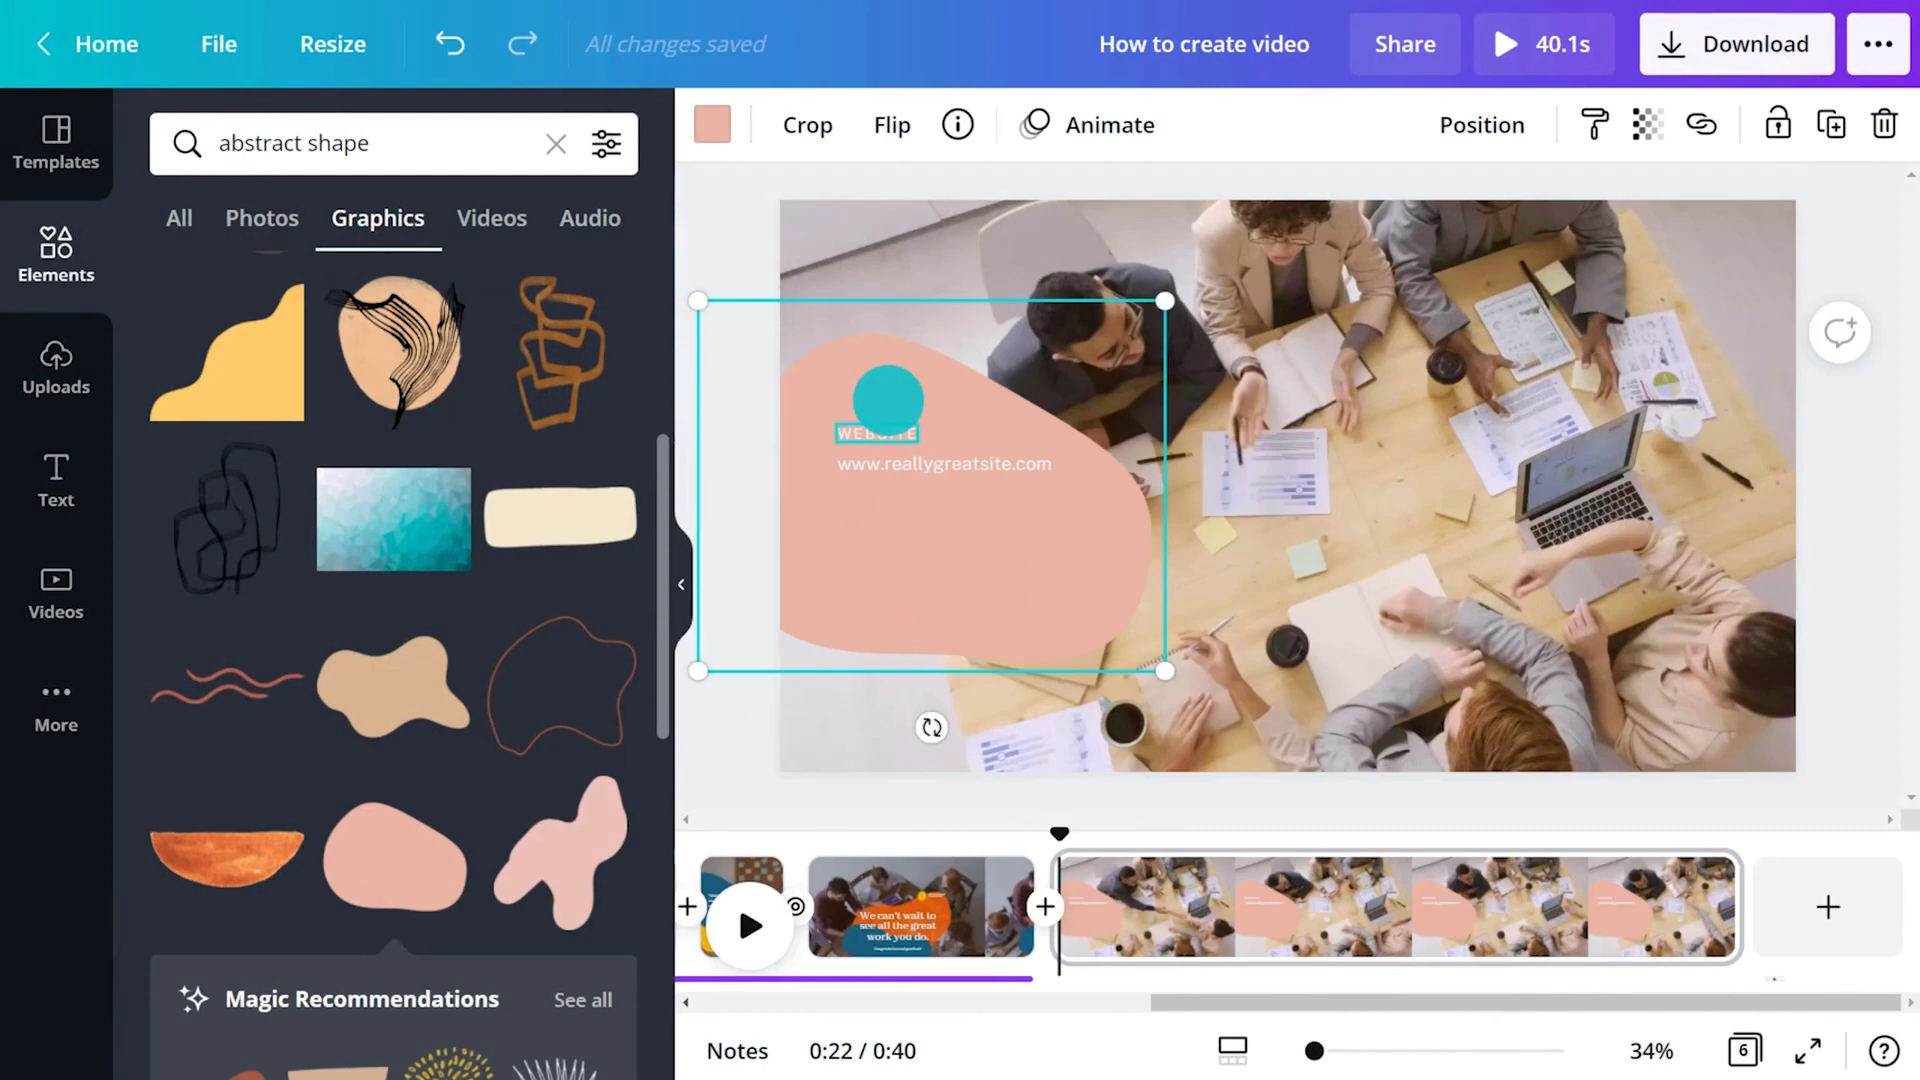 Home File Resize All changes saved How to create video Share 40.1s Download
Templates
Elements
Uploads
Text
Videos
More
abstract shape
All Photos Graphics Videos Audio
Magic Recommendations See all
Crop Flip Animate Position
WEBSITE
www.reallygreatsite.com
We can't wait to
see all the great
work you do.
Notes 0:22 / 0:40 34% 6